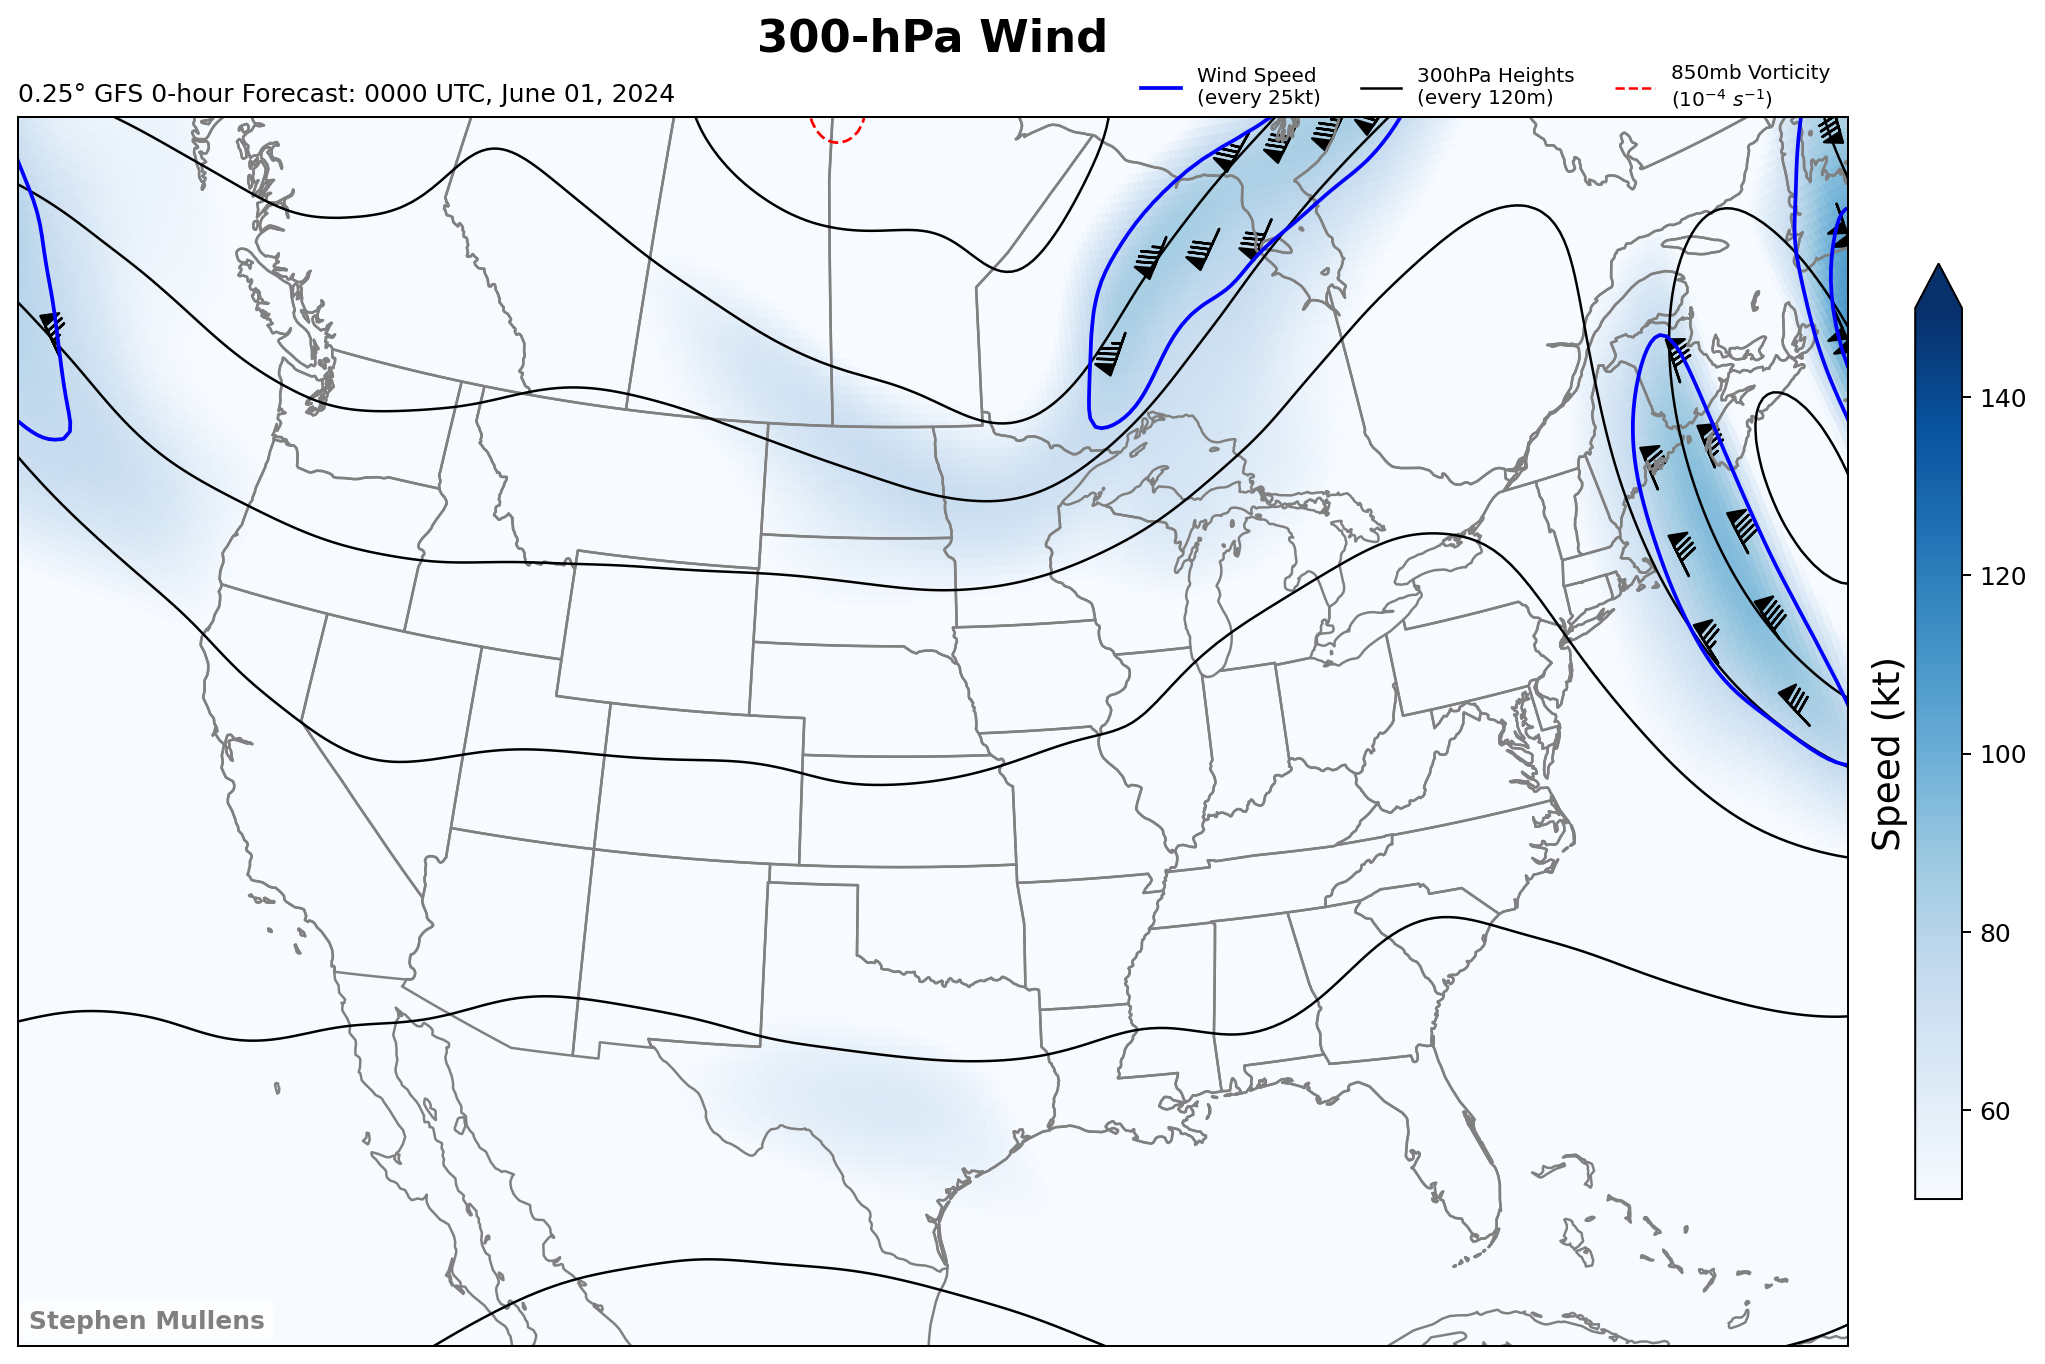 300-hPa Wind
0.25° GFS 0-hour Forecast: 0000 UTC, June 01, 2024
Wind Speed
(every 25kt)
300hPa Heights
(every 120m)
850mb Vorticity
(10⁻⁴ s⁻¹)
140
120
100
80
60
Speed (kt)
Stephen Mullens